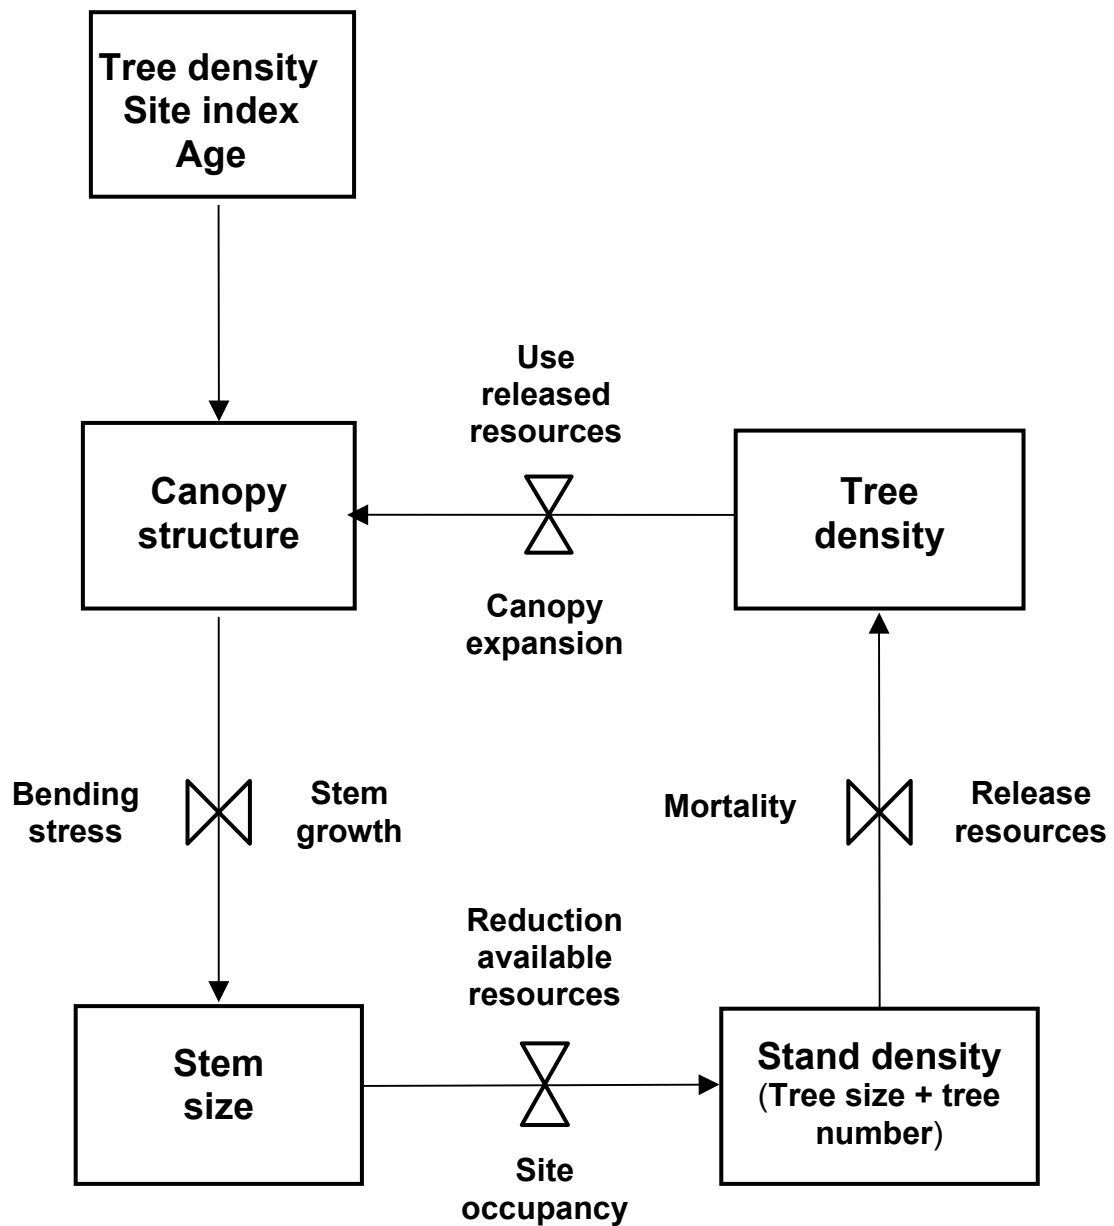 Tree density
Site index
Age
Use
released
resources
Canopy
structure
Tree
density
Canopy
expansion
Bending
stress
Stem
growth
Mortality
Release
resources
Reduction
available
resources
Stem
size
Stand density
(Tree size + tree
number)
Site
occupancy